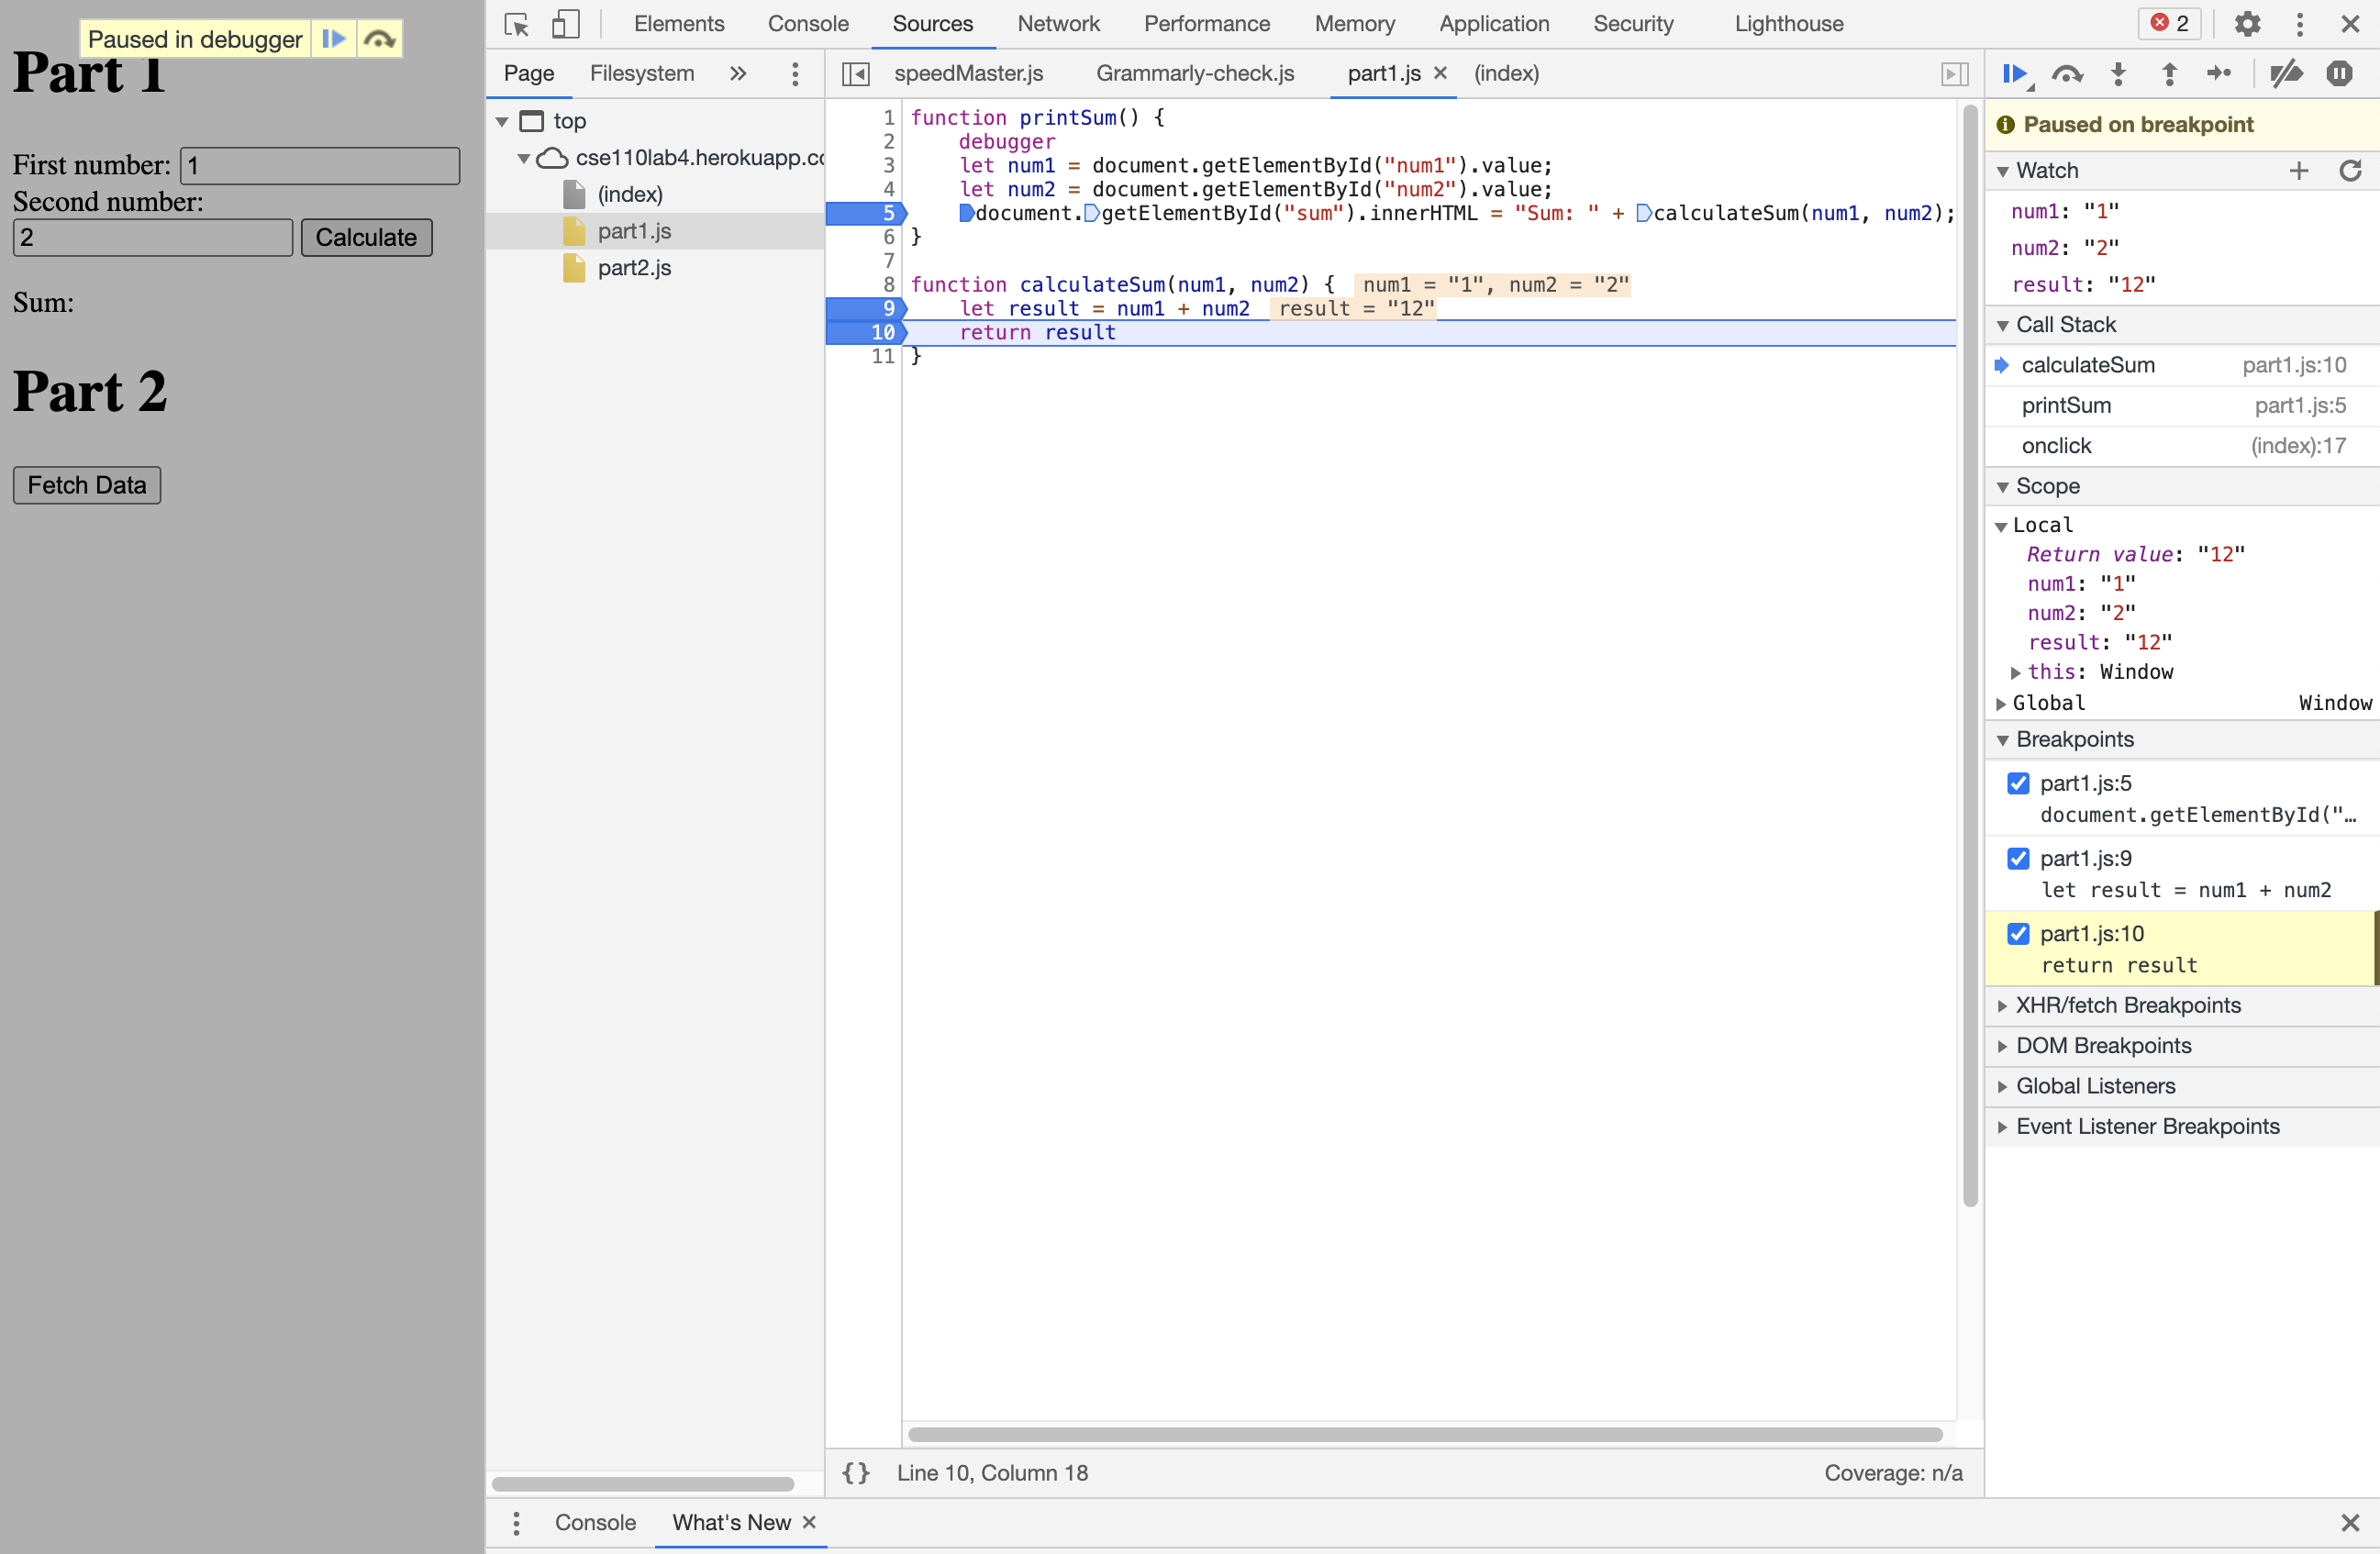 Paused in debugger
Part 1
First number: 1
Second number:
2 Calculate
Sum:
Part 2
Fetch Data
Elements Console Sources Network Performance Memory Application Security Lighthouse 2
Page Filesystem »
top
cse110lab4.herokuapp.co
(index)
part1.js
part2.js
speedMaster.js Grammarly-check.js part1.js × (index)
1 function printSum() {
2 debugger
3 let num1 = document.getElementById("num1").value;
4 let num2 = document.getElementById("num2").value;
5 document.getElementById("sum").innerHTML = "Sum: " + calculateSum(num1, num2);
6 }
7
8 function calculateSum(num1, num2) { num1 = "1", num2 = "2"
9 let result = num1 + num2 result = "12"
10 return result
11 }
{} Line 10, Column 18 Coverage: n/a
Paused on breakpoint
Watch
num1: "1"
num2: "2"
result: "12"
Call Stack
calculateSum part1.js:10
printSum part1.js:5
onclick (index):17
Scope
Local
Return value: "12"
num1: "1"
num2: "2"
result: "12"
this: Window
Global Window
Breakpoints
part1.js:5
document.getElementById("…
part1.js:9
let result = num1 + num2
part1.js:10
return result
XHR/fetch Breakpoints
DOM Breakpoints
Global Listeners
Event Listener Breakpoints
Console What's New ×